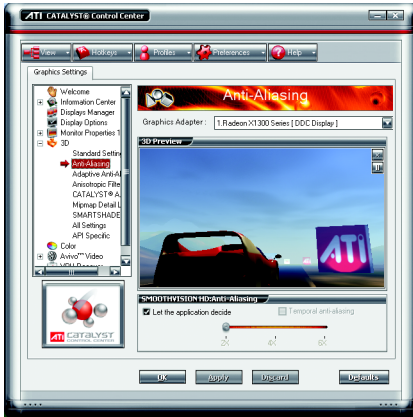 ATI CATALYST® Control Center
View Hotkeys Profiles Preferences Help
Graphics Settings
Welcome
Information Center
Displays Manager
Display Options
Monitor Properties 1
3D
Standard Settin
Anti-Aliasing
Adaptive Anti-Al
Anisotropic Filte
CATALYST® A.
Mipmap Detail L
SMARTSHADE
All Settings
API Specific
Color
Avivo™ Video
ATI CATALYST
CONTROL CENTER
Anti-Aliasing
Graphics Adapter :
1.Radeon X1300 Series [ DDC Display ]
3D Preview
ATI
SMOOTHVISION HD:Anti-Aliasing
Let the application decide
Temporal anti-aliasing
2X 4X 6X
OK Apply Discard Defaults